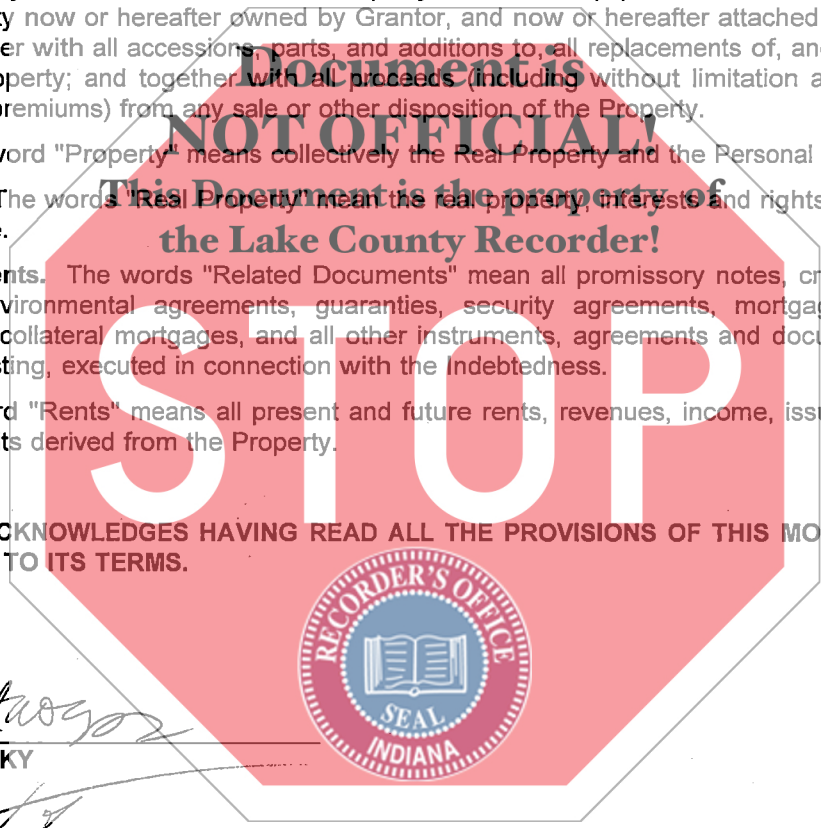 ty now or hereafter owned by Grantor, and now or hereafter attached
er with all accessions, parts, and additions to, all replacements of, and
operty; and together with all proceeds (including without limitation a
premiums) from any sale or other disposition of the Property.
Document is
NOT OFFICIAL!
This Document is the property of
the Lake County Recorder!
word "Property" means collectively the Real Property and the Personal
The words "Real Property" mean the real property, interests and rights
e.
ents. The words "Related Documents" mean all promissory notes, cr
vironmental agreements, guaranties, security agreements, mortgag
collateral mortgages, and all other instruments, agreements and docu
sting, executed in connection with the Indebtedness.
rd "Rents" means all present and future rents, revenues, income, issu
ts derived from the Property.
STOP
CKNOWLEDGES HAVING READ ALL THE PROVISIONS OF THIS MO
TO ITS TERMS.
RECORDER'S OFFICE
SEAL
INDIANA
KY